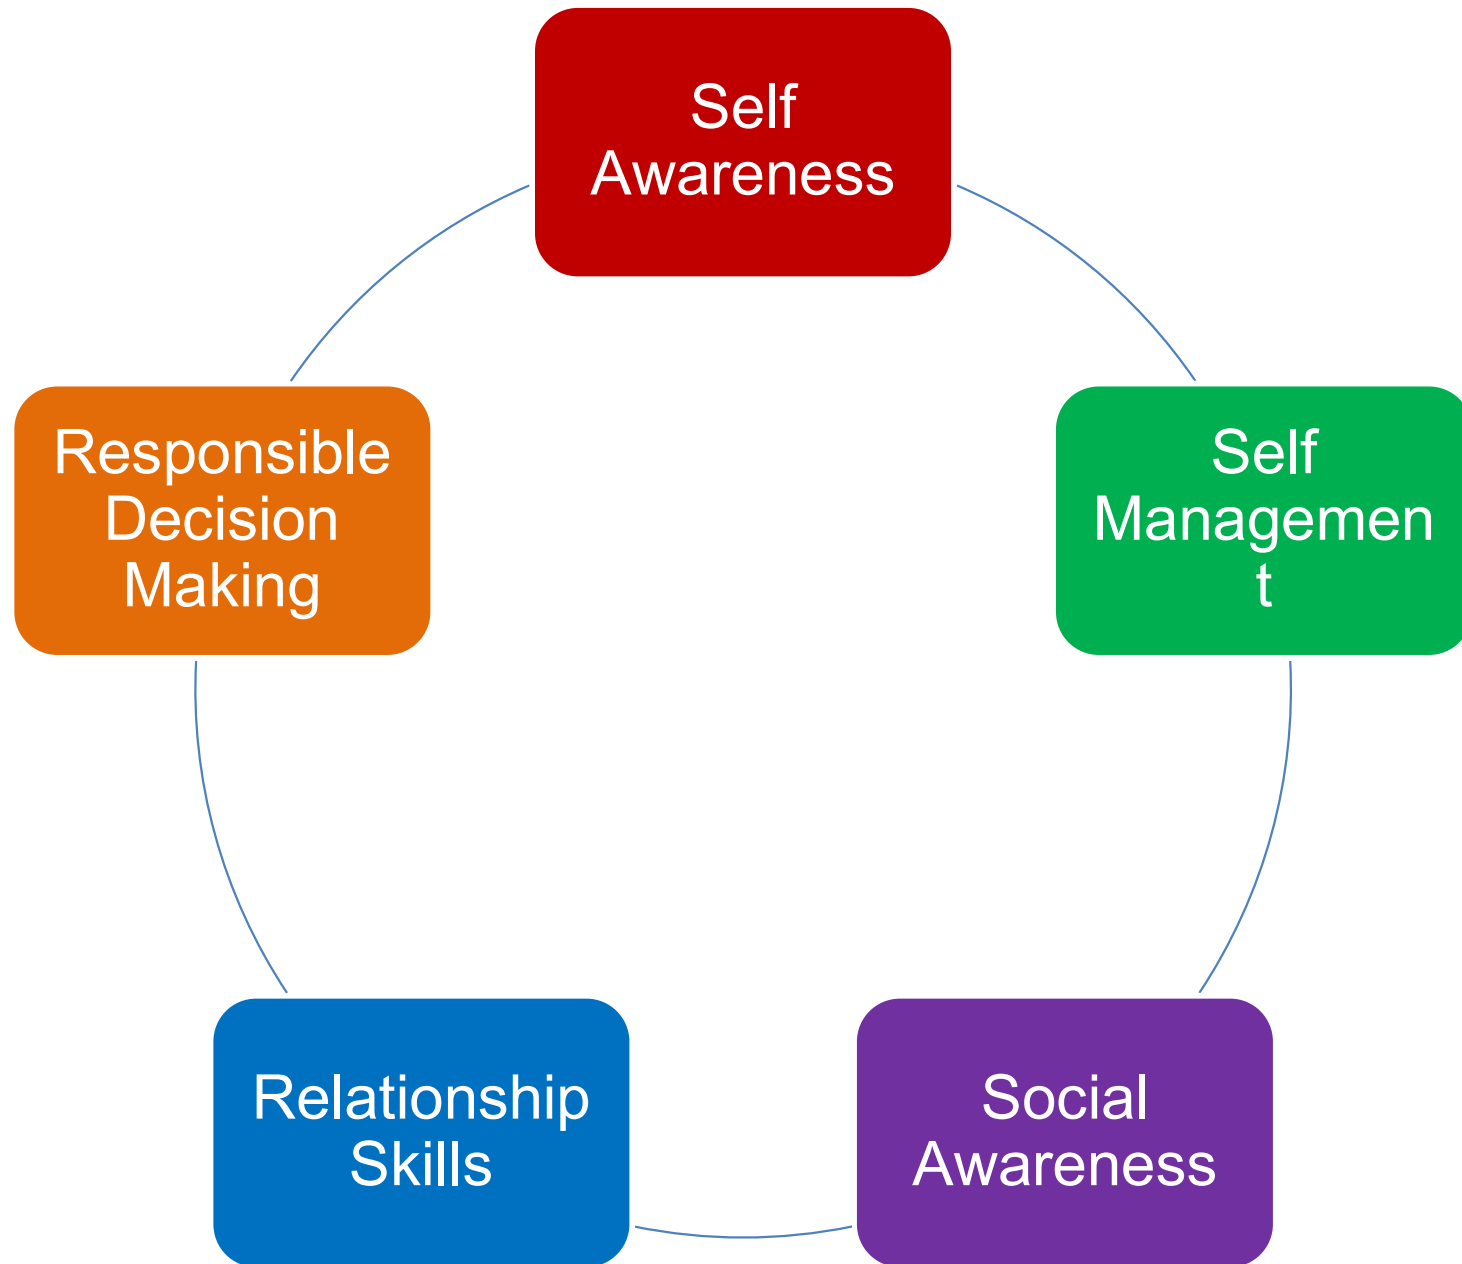 Self
Awareness
Self
Managemen
t
Social
Awareness
Relationship
Skills
Responsible
Decision
Making